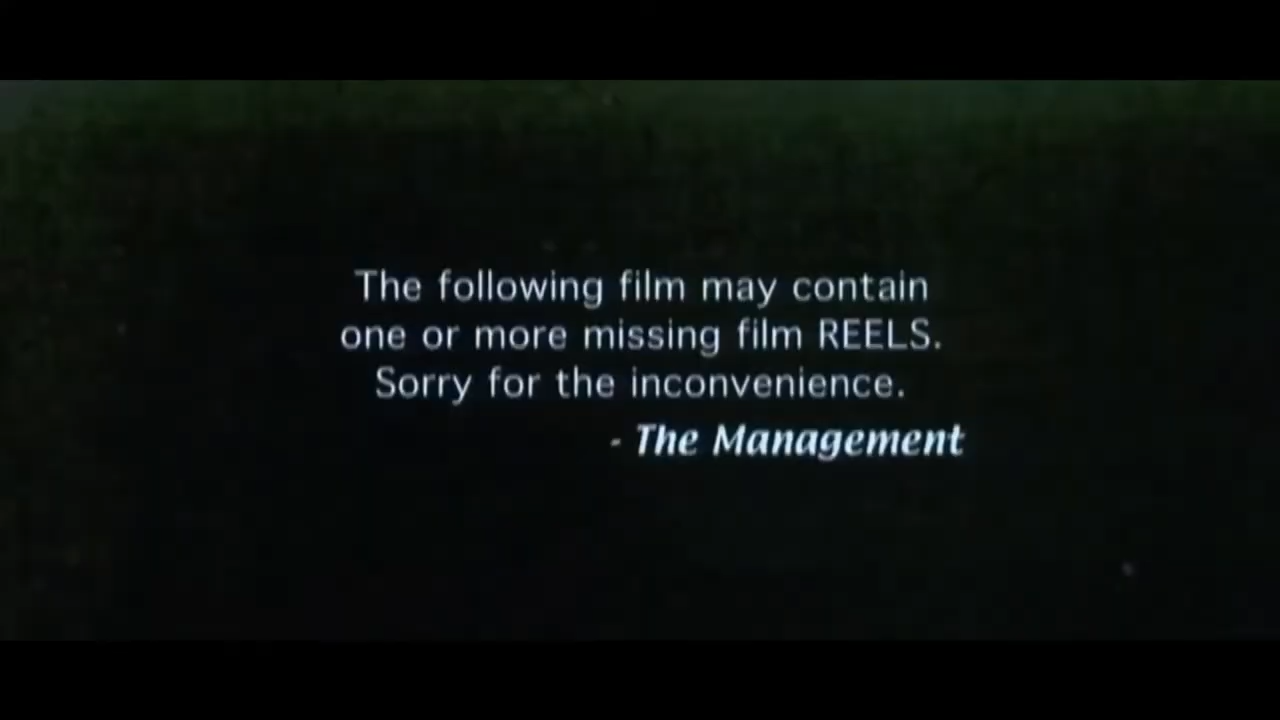 The following film may contain
one or more missing film REELS.
Sorry for the inconvenience.
- The Management